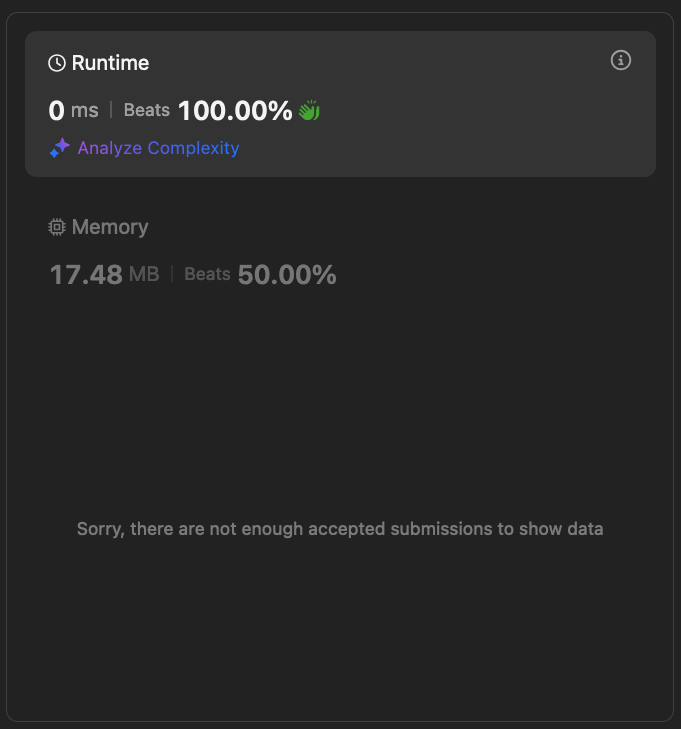 Runtime
0 ms | Beats 100.00%
Analyze Complexity
Memory
17.48 MB | Beats 50.00%
Sorry, there are not enough accepted submissions to show data